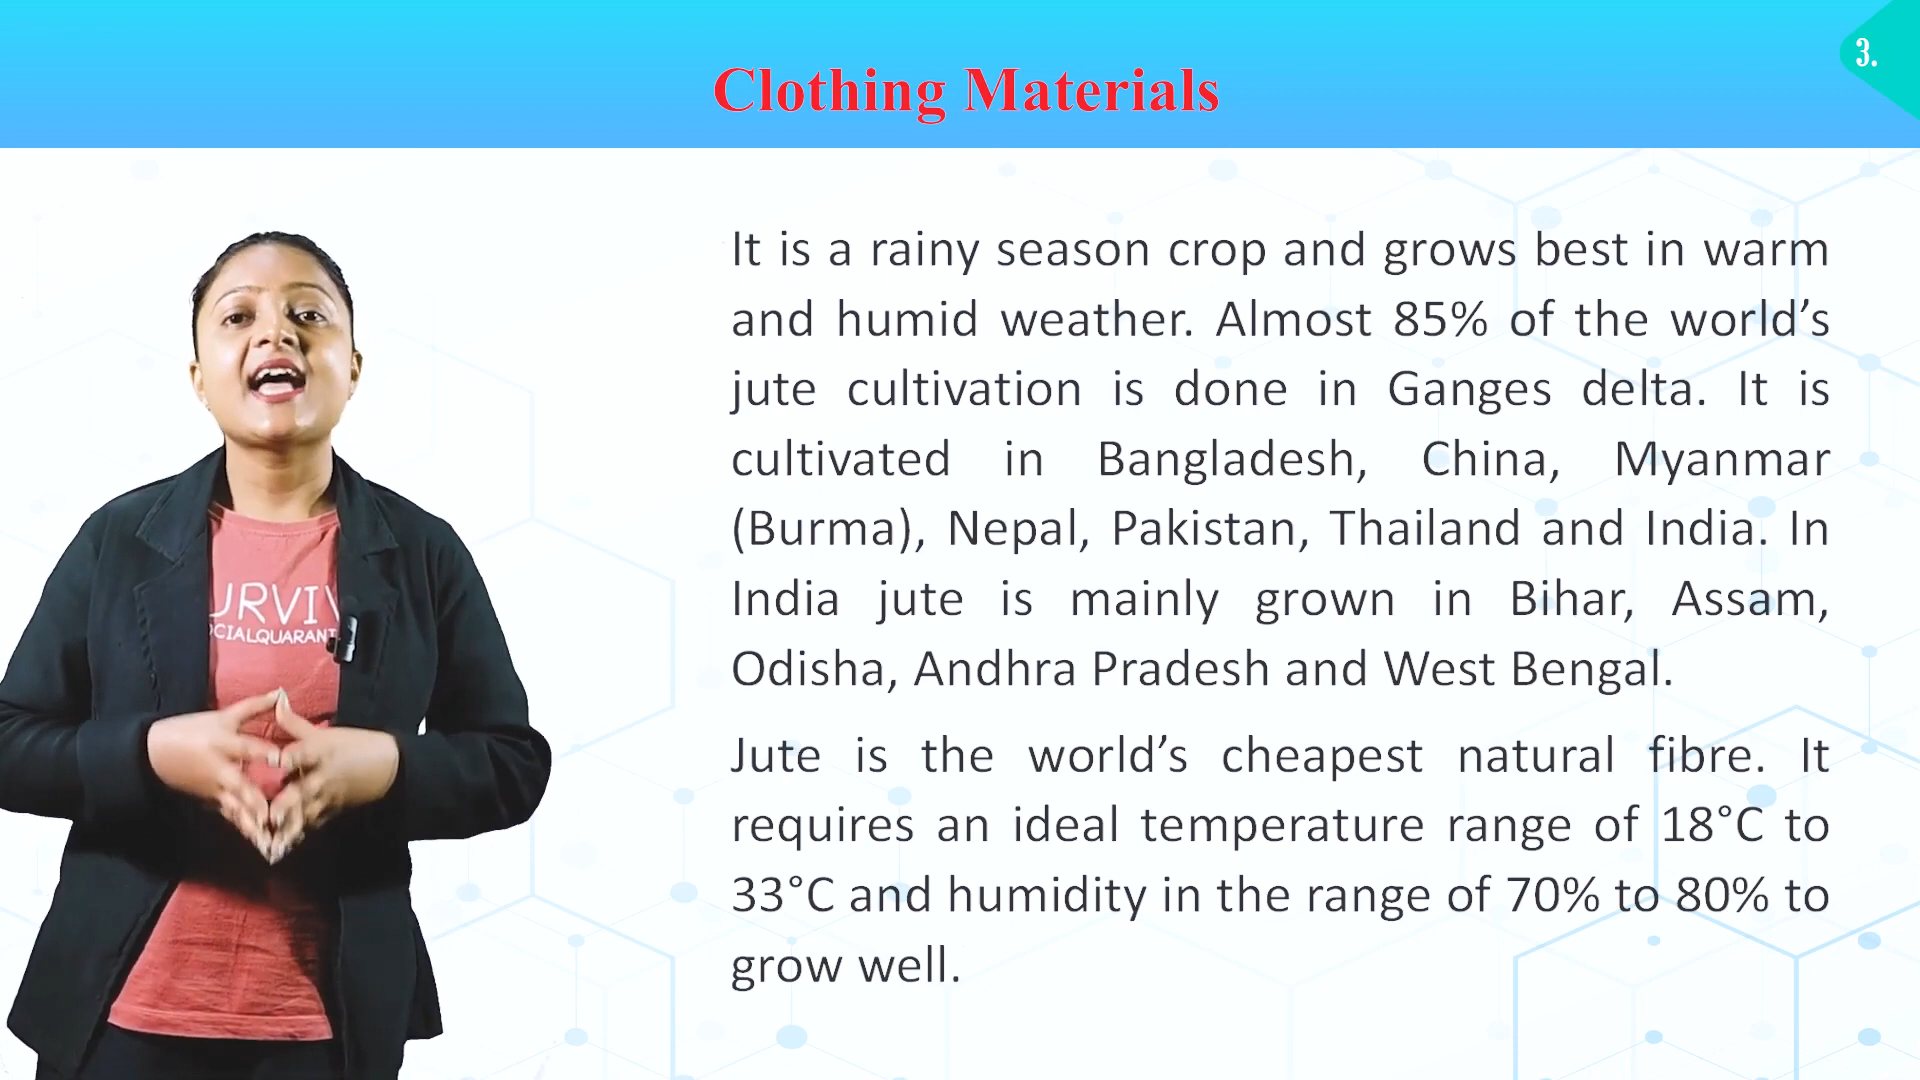 3.
Clothing Materials
It is a rainy season crop and grows best in warm
and humid weather. Almost 85% of the world’s
jute cultivation is done in Ganges delta. It is
cultivated in Bangladesh, China, Myanmar
(Burma), Nepal, Pakistan, Thailand and India. In
India jute is mainly grown in Bihar, Assam,
Odisha, Andhra Pradesh and West Bengal.
Jute is the world’s cheapest natural fibre. It
requires an ideal temperature range of 18°C to
33°C and humidity in the range of 70% to 80% to
grow well.